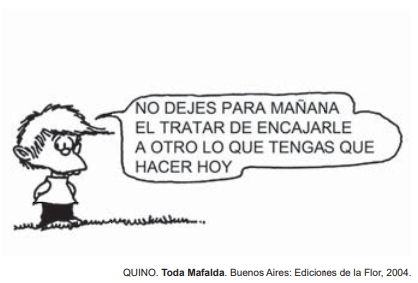 NO DEJES PARA MAÑANA
EL TRATAR DE ENCAJARLE
A OTRO LO QUE TENGAS QUE
HACER HOY
QUINO. Toda Mafalda. Buenos Aires: Ediciones de la Flor, 2004.